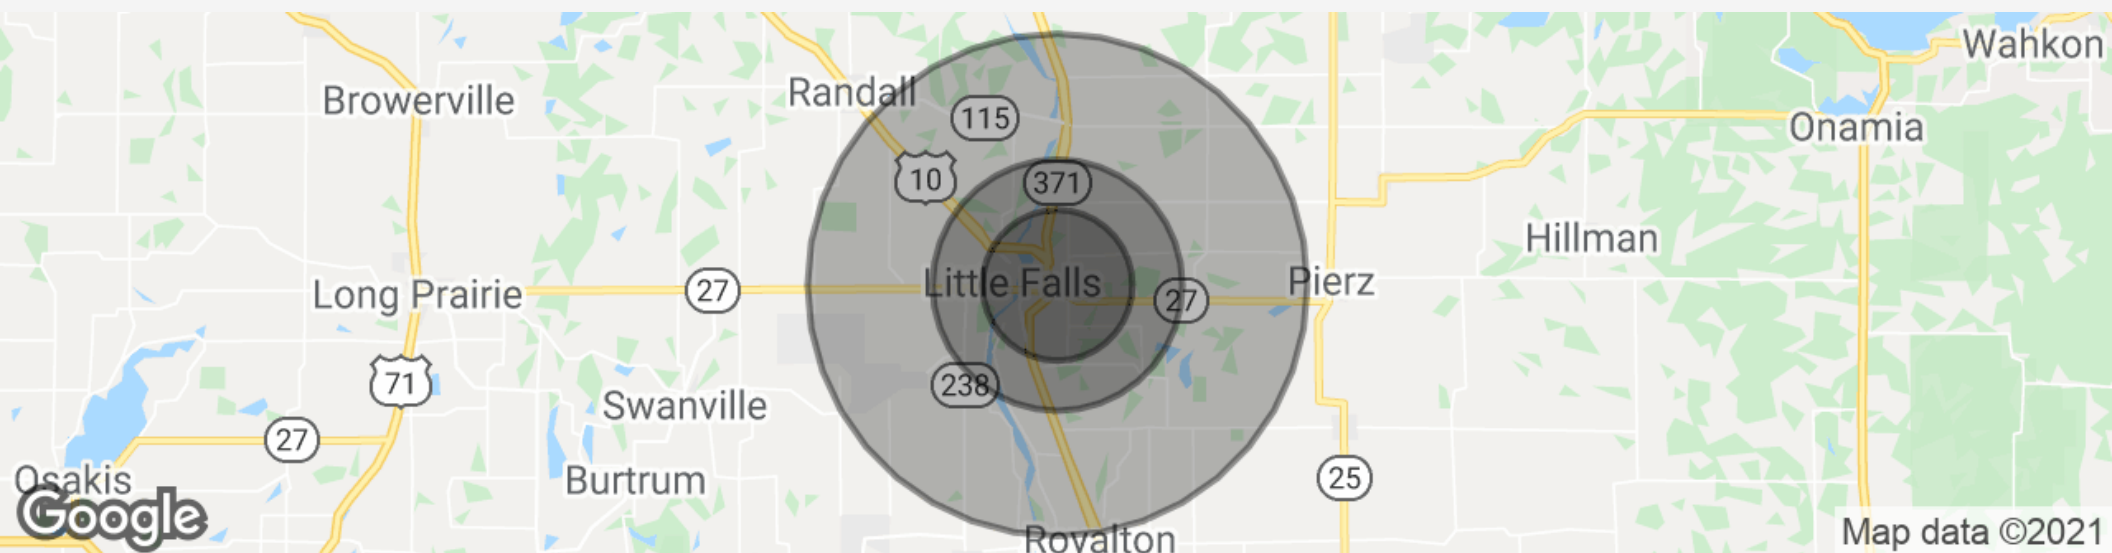 Wahkon
Browerville
Randall
115
Onamia
10
371
Hillman
Long Prairie
27
Little Falls
27
Pierz
71
238
Swanville
27
Osakis
Burtrum
25
Google
Royalton
Map data ©2021